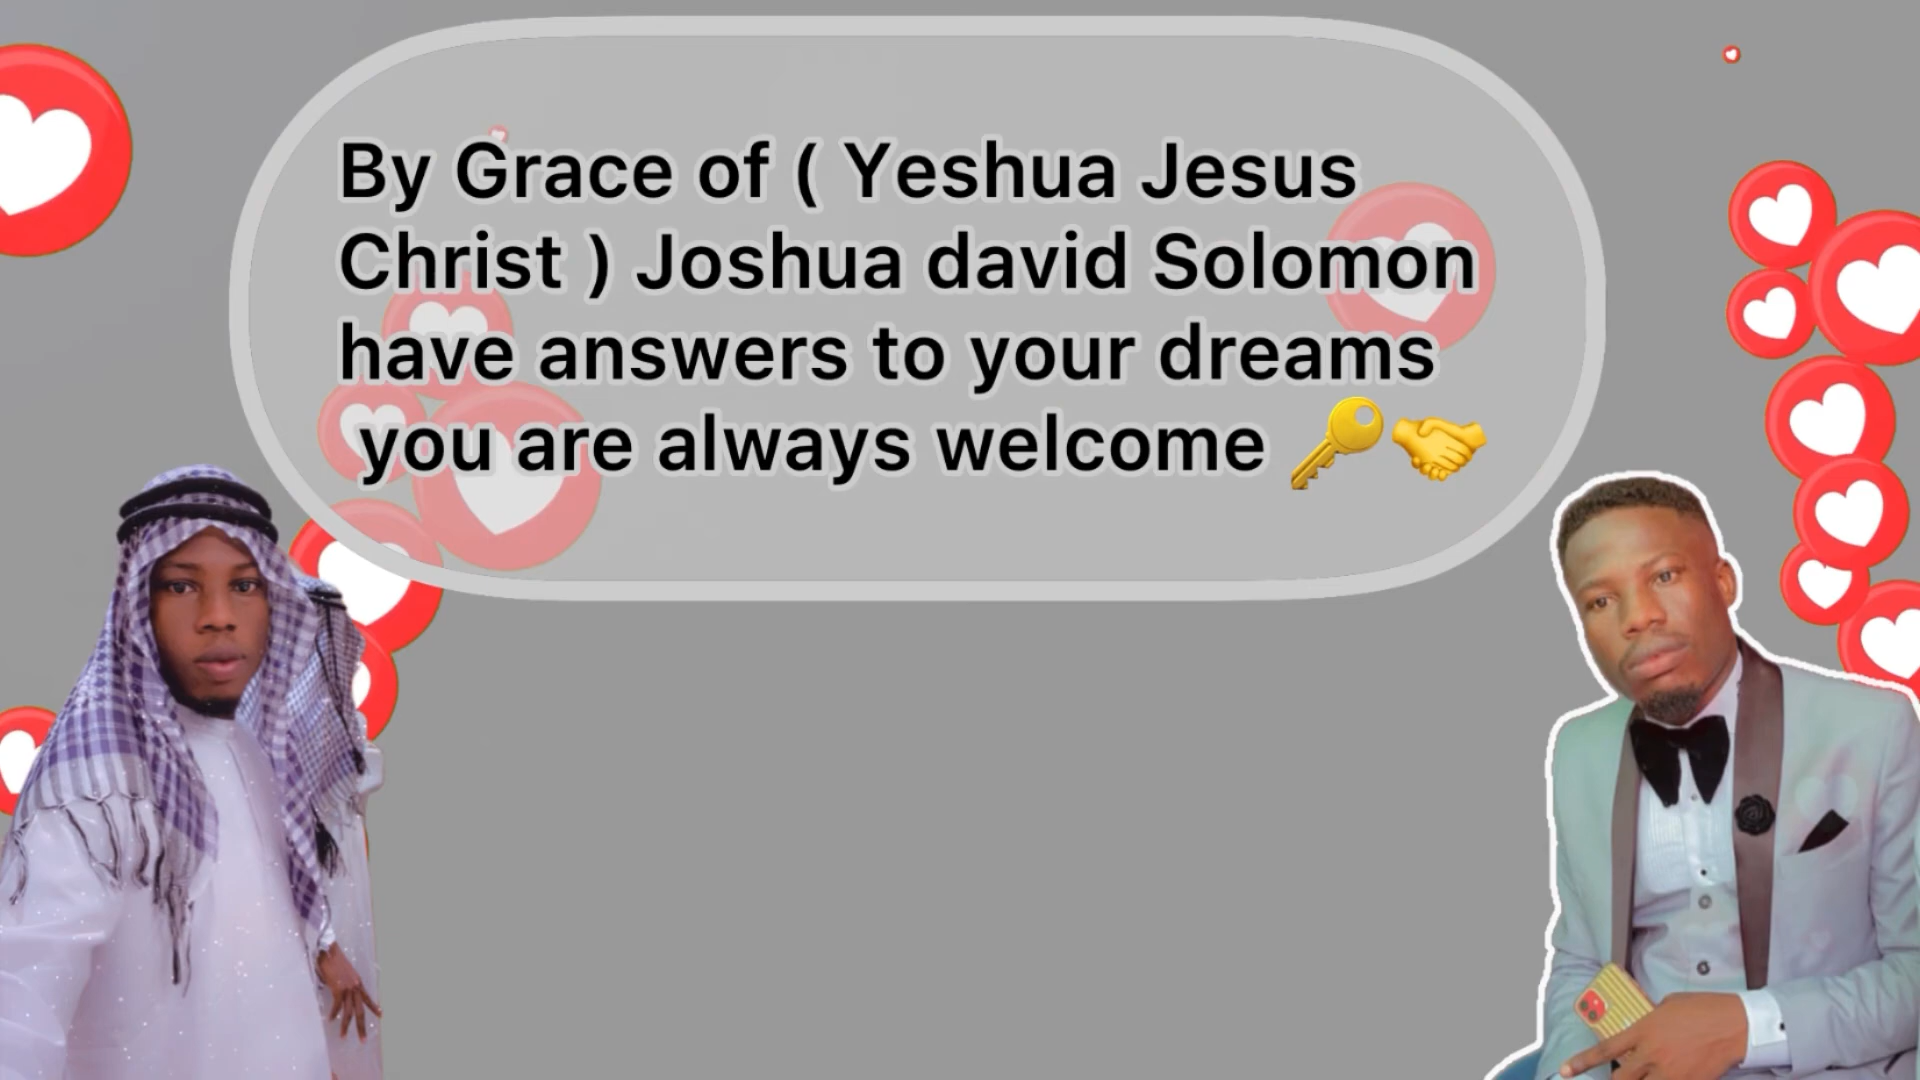 By Grace of ( Yeshua Jesus
Christ ) Joshua david Solomon
have answers to your dreams
you are always welcome 🔑🤝